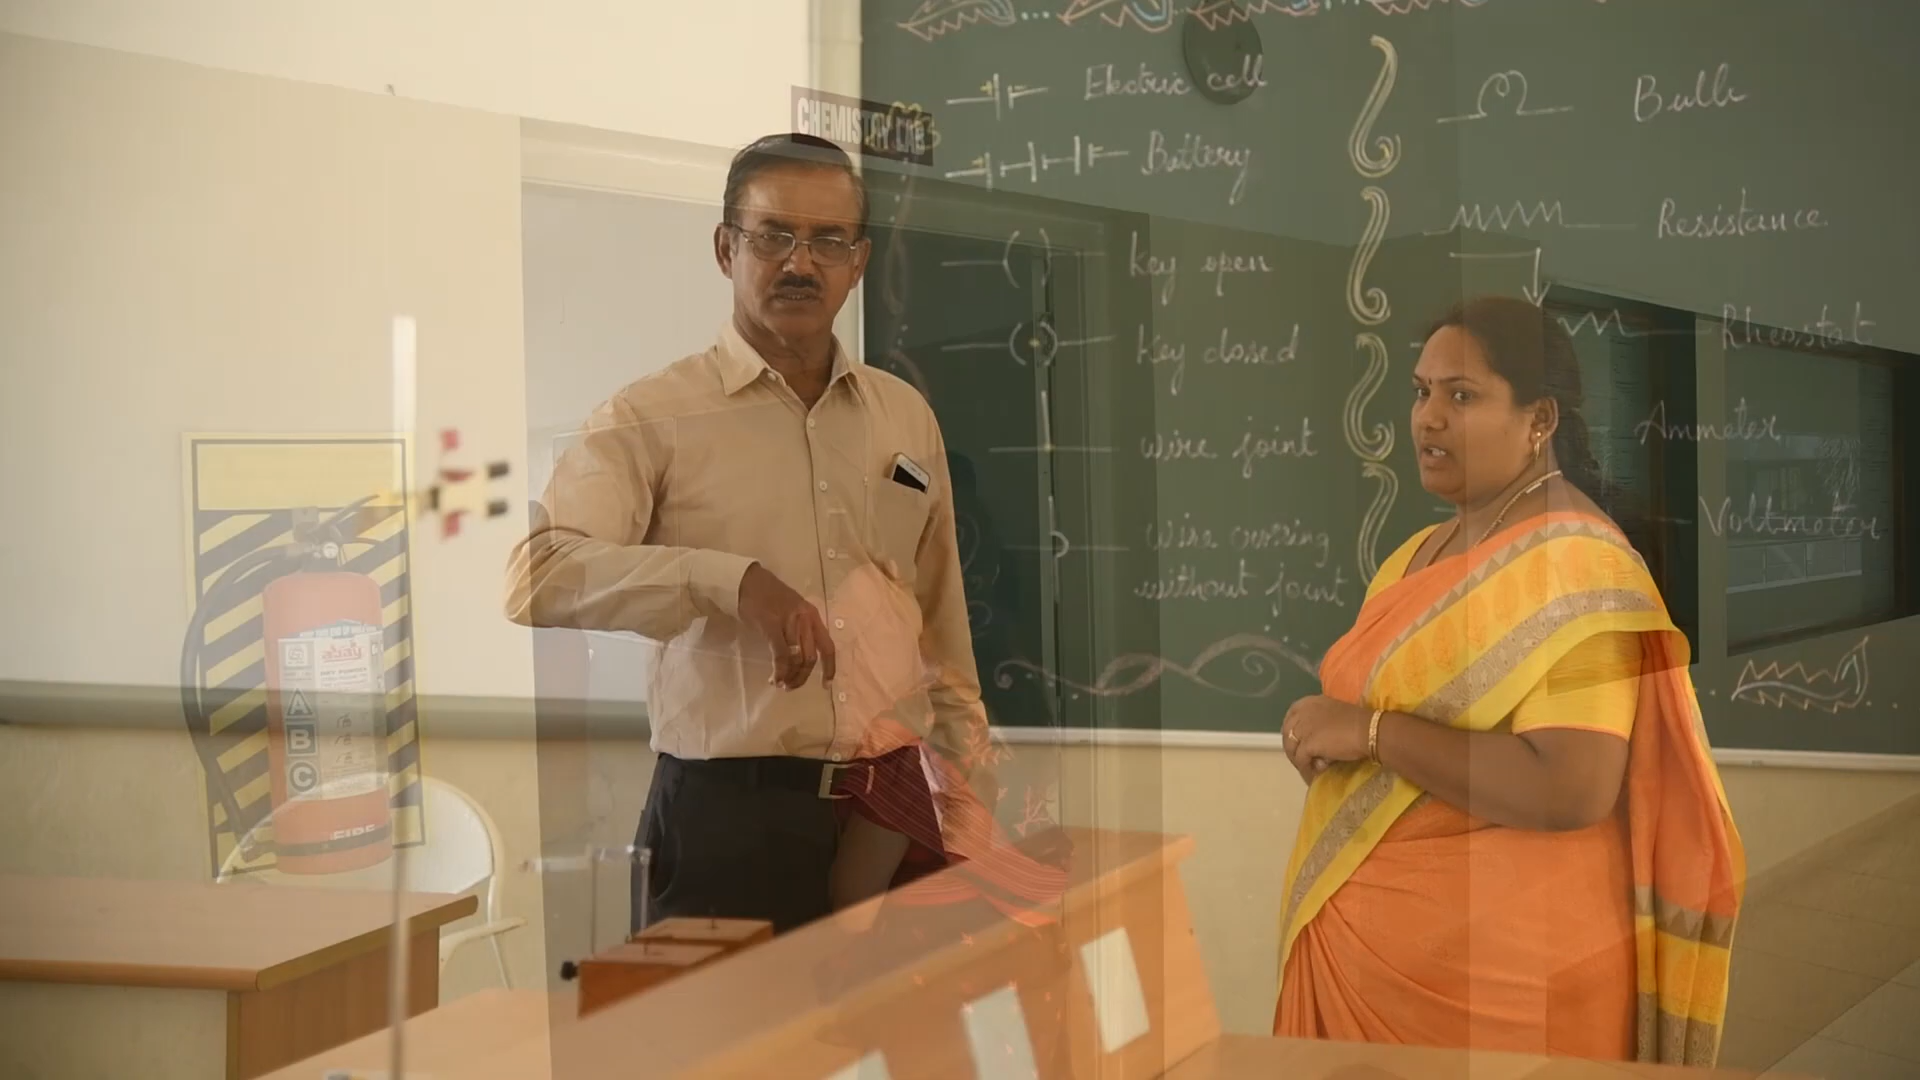 CHEMISTRY LAB
Electric cell
Battery
Key open
Key closed
wire joint
Wire crossing
without joint
Bulb
Resistance
Rheostat
Ammeter
Voltmeter
abay
A
B
C
FIRE